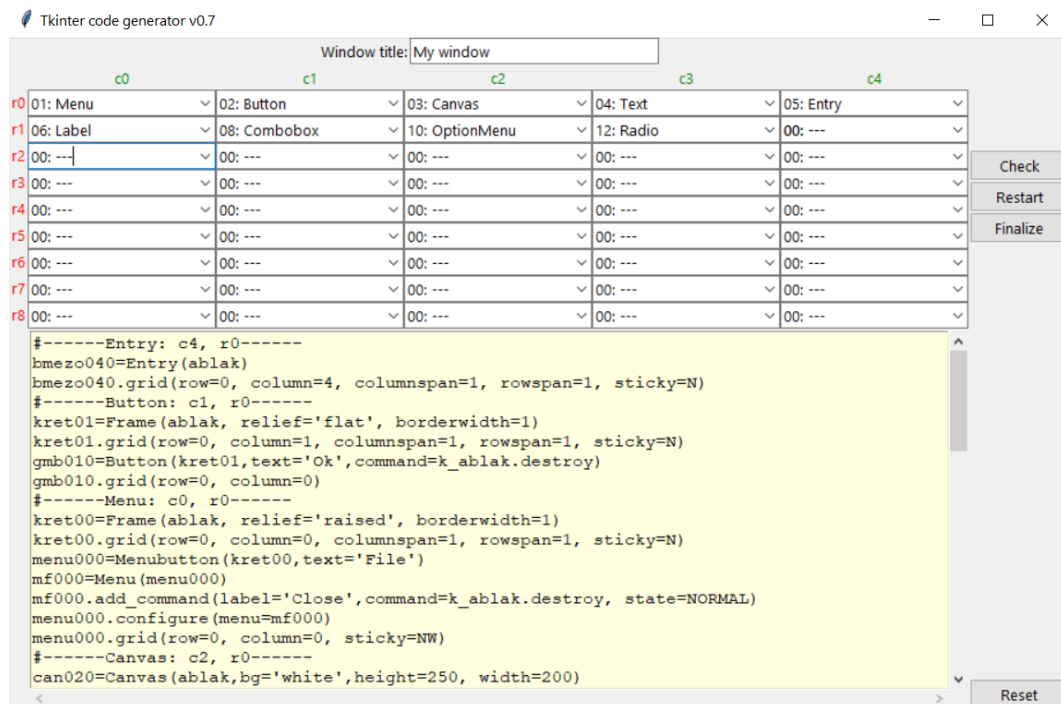 Tkinter code generator v0.7
Window title: My window
c0 c1 c2 c3 c4
r0 01: Menu 02: Button 03: Canvas 04: Text 05: Entry
r1 06: Label 08: Combobox 10: OptionMenu 12: Radio 00: ---
r2 00: --- 00: --- 00: --- 00: --- 00: ---
Check
r3 00: --- 00: --- 00: --- 00: --- 00: ---
Restart
r4 00: --- 00: --- 00: --- 00: --- 00: ---
Finalize
r5 00: --- 00: --- 00: --- 00: --- 00: ---
r6 00: --- 00: --- 00: --- 00: --- 00: ---
r7 00: --- 00: --- 00: --- 00: --- 00: ---
r8 00: --- 00: --- 00: --- 00: --- 00: ---
#------Entry: c4, r0------
bmezo040=Entry(ablak)
bmezo040.grid(row=0, column=4, columnspan=1, rowspan=1, sticky=N)
#------Button: c1, r0------
kret01=Frame(ablak, relief='flat', borderwidth=1)
kret01.grid(row=0, column=1, columnspan=1, rowspan=1, sticky=N)
gmb010=Button(kret01,text='Ok',command=k_ablak.destroy)
gmb010.grid(row=0, column=0)
#------Menu: c0, r0------
kret00=Frame(ablak, relief='raised', borderwidth=1)
kret00.grid(row=0, column=0, columnspan=1, rowspan=1, sticky=N)
menu000=Menubutton(kret00,text='File')
mf000=Menu(menu000)
mf000.add_command(label='Close',command=k_ablak.destroy, state=NORMAL)
menu000.configure(menu=mf000)
menu000.grid(row=0, column=0, sticky=NW)
#------Canvas: c2, r0------
can020=Canvas(ablak,bg='white',height=250, width=200)
Reset